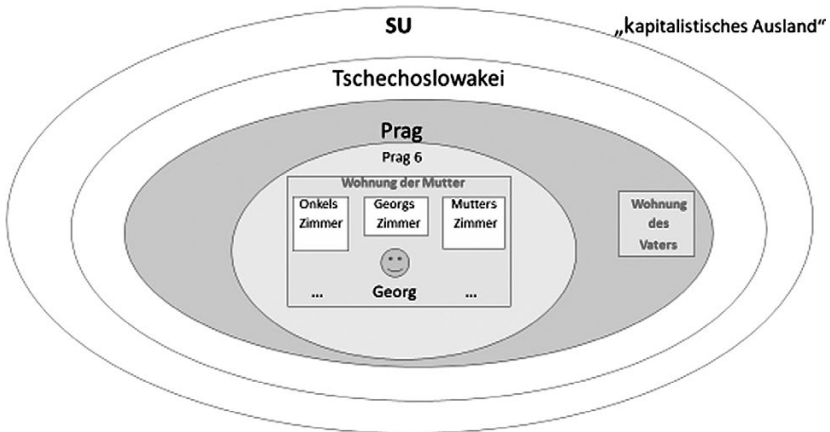 SU
„kapitalistisches Ausland“
Tschechoslowakei
Prag
Prag 6
Wohnung der Mutter
Onkels
Zimmer
Georgs
Zimmer
Mutters
Zimmer
... Georg ...
Wohnung
des
Vaters